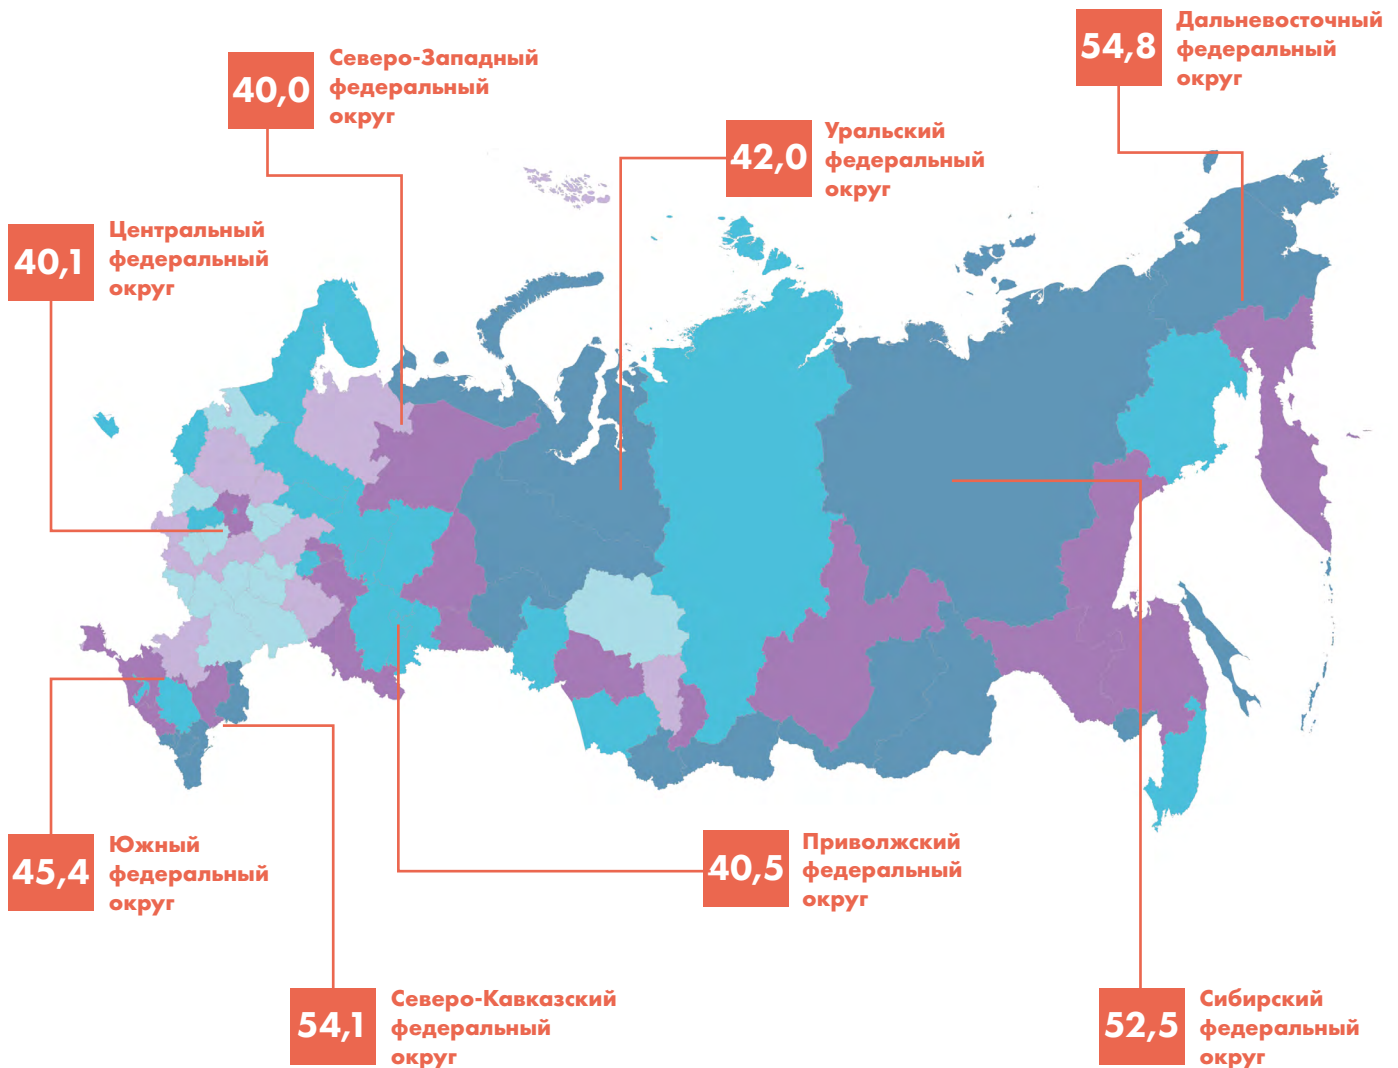 54,8
Дальневосточный
федеральный
округ
40,0
Северо-Западный
федеральный
округ
42,0
Уральский
федеральный
округ
40,1
Центральный
федеральный
округ
45,4
Южный
федеральный
округ
40,5
Приволжский
федеральный
округ
54,1
Северо-Кавказский
федеральный
округ
52,5
Сибирский
федеральный
округ